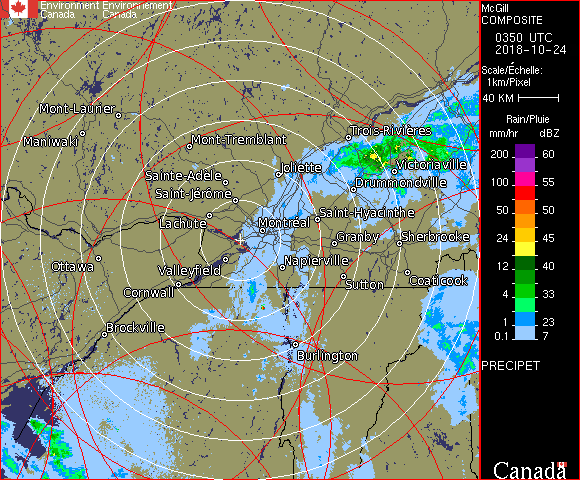 Environment Environnement
Canada Canada
McGill
COMPOSITE
0350 UTC
2018-10-24
Scale/Échelle:
1km/Pixel
40 KM
Rain/Pluie
mm/hr dBZ
200 60
100 55
50 50
24 45
12 40
4 33
1 23
0.1 7
PRECIPET
Canada
Mont-Laurier
Maniwaki
Mont-Tremblant
Trois-Rivières
Joliette
Victoriaville
Sainte-Adèle
Drummondville
Saint-Jérôme
Lachute
Montréal
Saint-Hyacinthe
Granby
Sherbrooke
Ottawa
Valleyfield
Napierville
Cornwall
Sutton
Coaticook
Brockville
Burlington